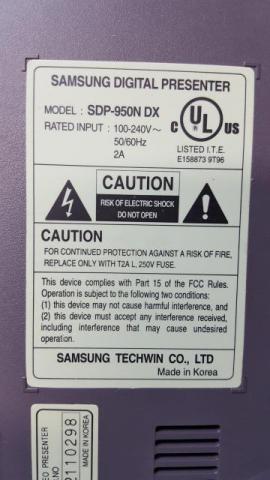 SAMSUNG DIGITAL PRESENTER
MODEL : SDP-950N DX
RATED INPUT : 100-240V~
50/60Hz
2A
C UL US
LISTED I.T.E.
E158873 9T96
CAUTION
RISK OF ELECTRIC SHOCK
DO NOT OPEN
CAUTION
FOR CONTINUED PROTECTION AGAINST A RISK OF FIRE,
REPLACE ONLY WITH T2A L, 250V FUSE.
This device complies with Part 15 of the FCC Rules.
Operation is subject to the following two conditions:
(1) this device may not cause harmful interference, and
(2) this device must accept any interference received,
including interference that may cause undesired
operation.
SAMSUNG TECHWIN CO., LTD
Made in Korea
EO PRESENTER
NO.
MADE IN KOREA
2110298